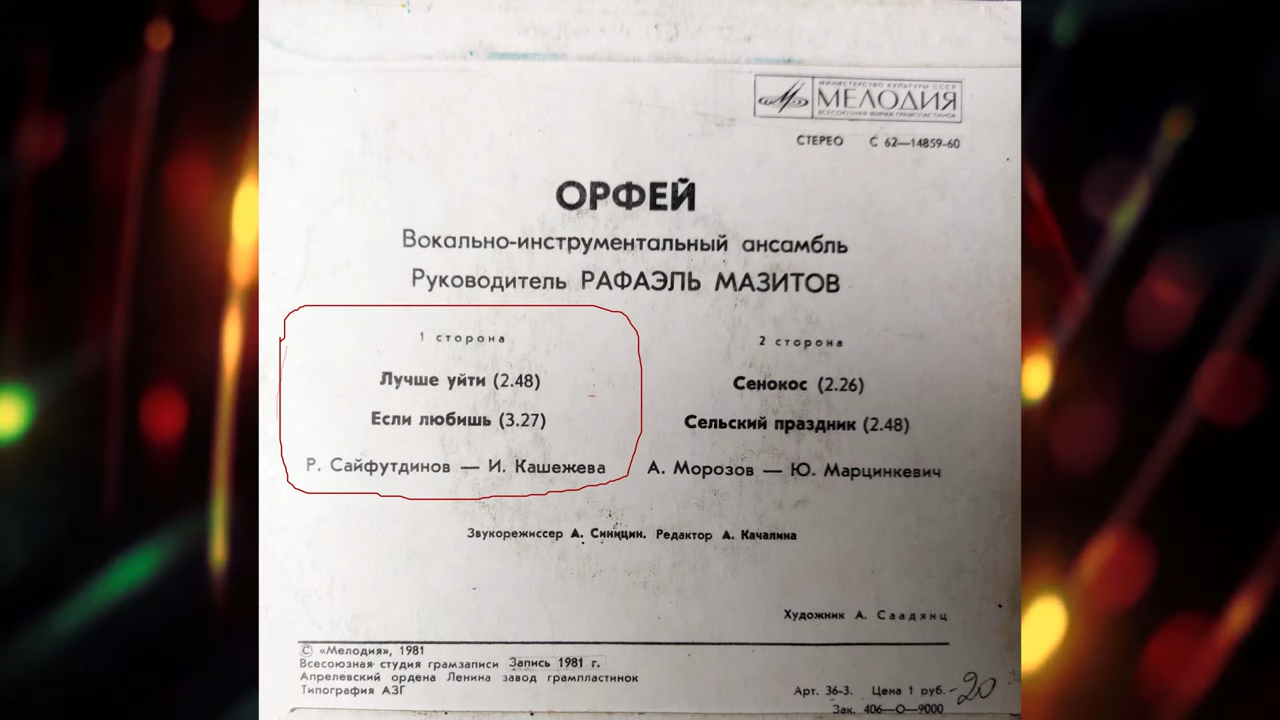 МИНИСТЕРСТВО КУЛЬТУРЫ СССР
МЕЛОДИЯ
ВСЕСОЮЗНАЯ ФИРМА ГРАМПЛАСТИНОК
СТЕРЕО С 62—14859-60
ОРФЕЙ
Вокально-инструментальный ансамбль
Руководитель РАФАЭЛЬ МАЗИТОВ
1 сторона
Лучше уйти (2.48)
Если любишь (3.27)
Р. Сайфутдинов — И. Кашежева
2 сторона
Сенокос (2.26)
Сельский праздник (2.48)
А. Морозов — Ю. Марцинкевич
Звукорежиссер А. Синицин. Редактор А. Качалина
Художник А. Саадянц
© «Мелодия», 1981
Всесоюзная студия грамзаписи Запись 1981 г.
Апрелевский ордена Ленина завод грампластинок
Типография АЗГ
Арт. 36-3. Цена 1 руб. -20
Зак. 406—О—9000